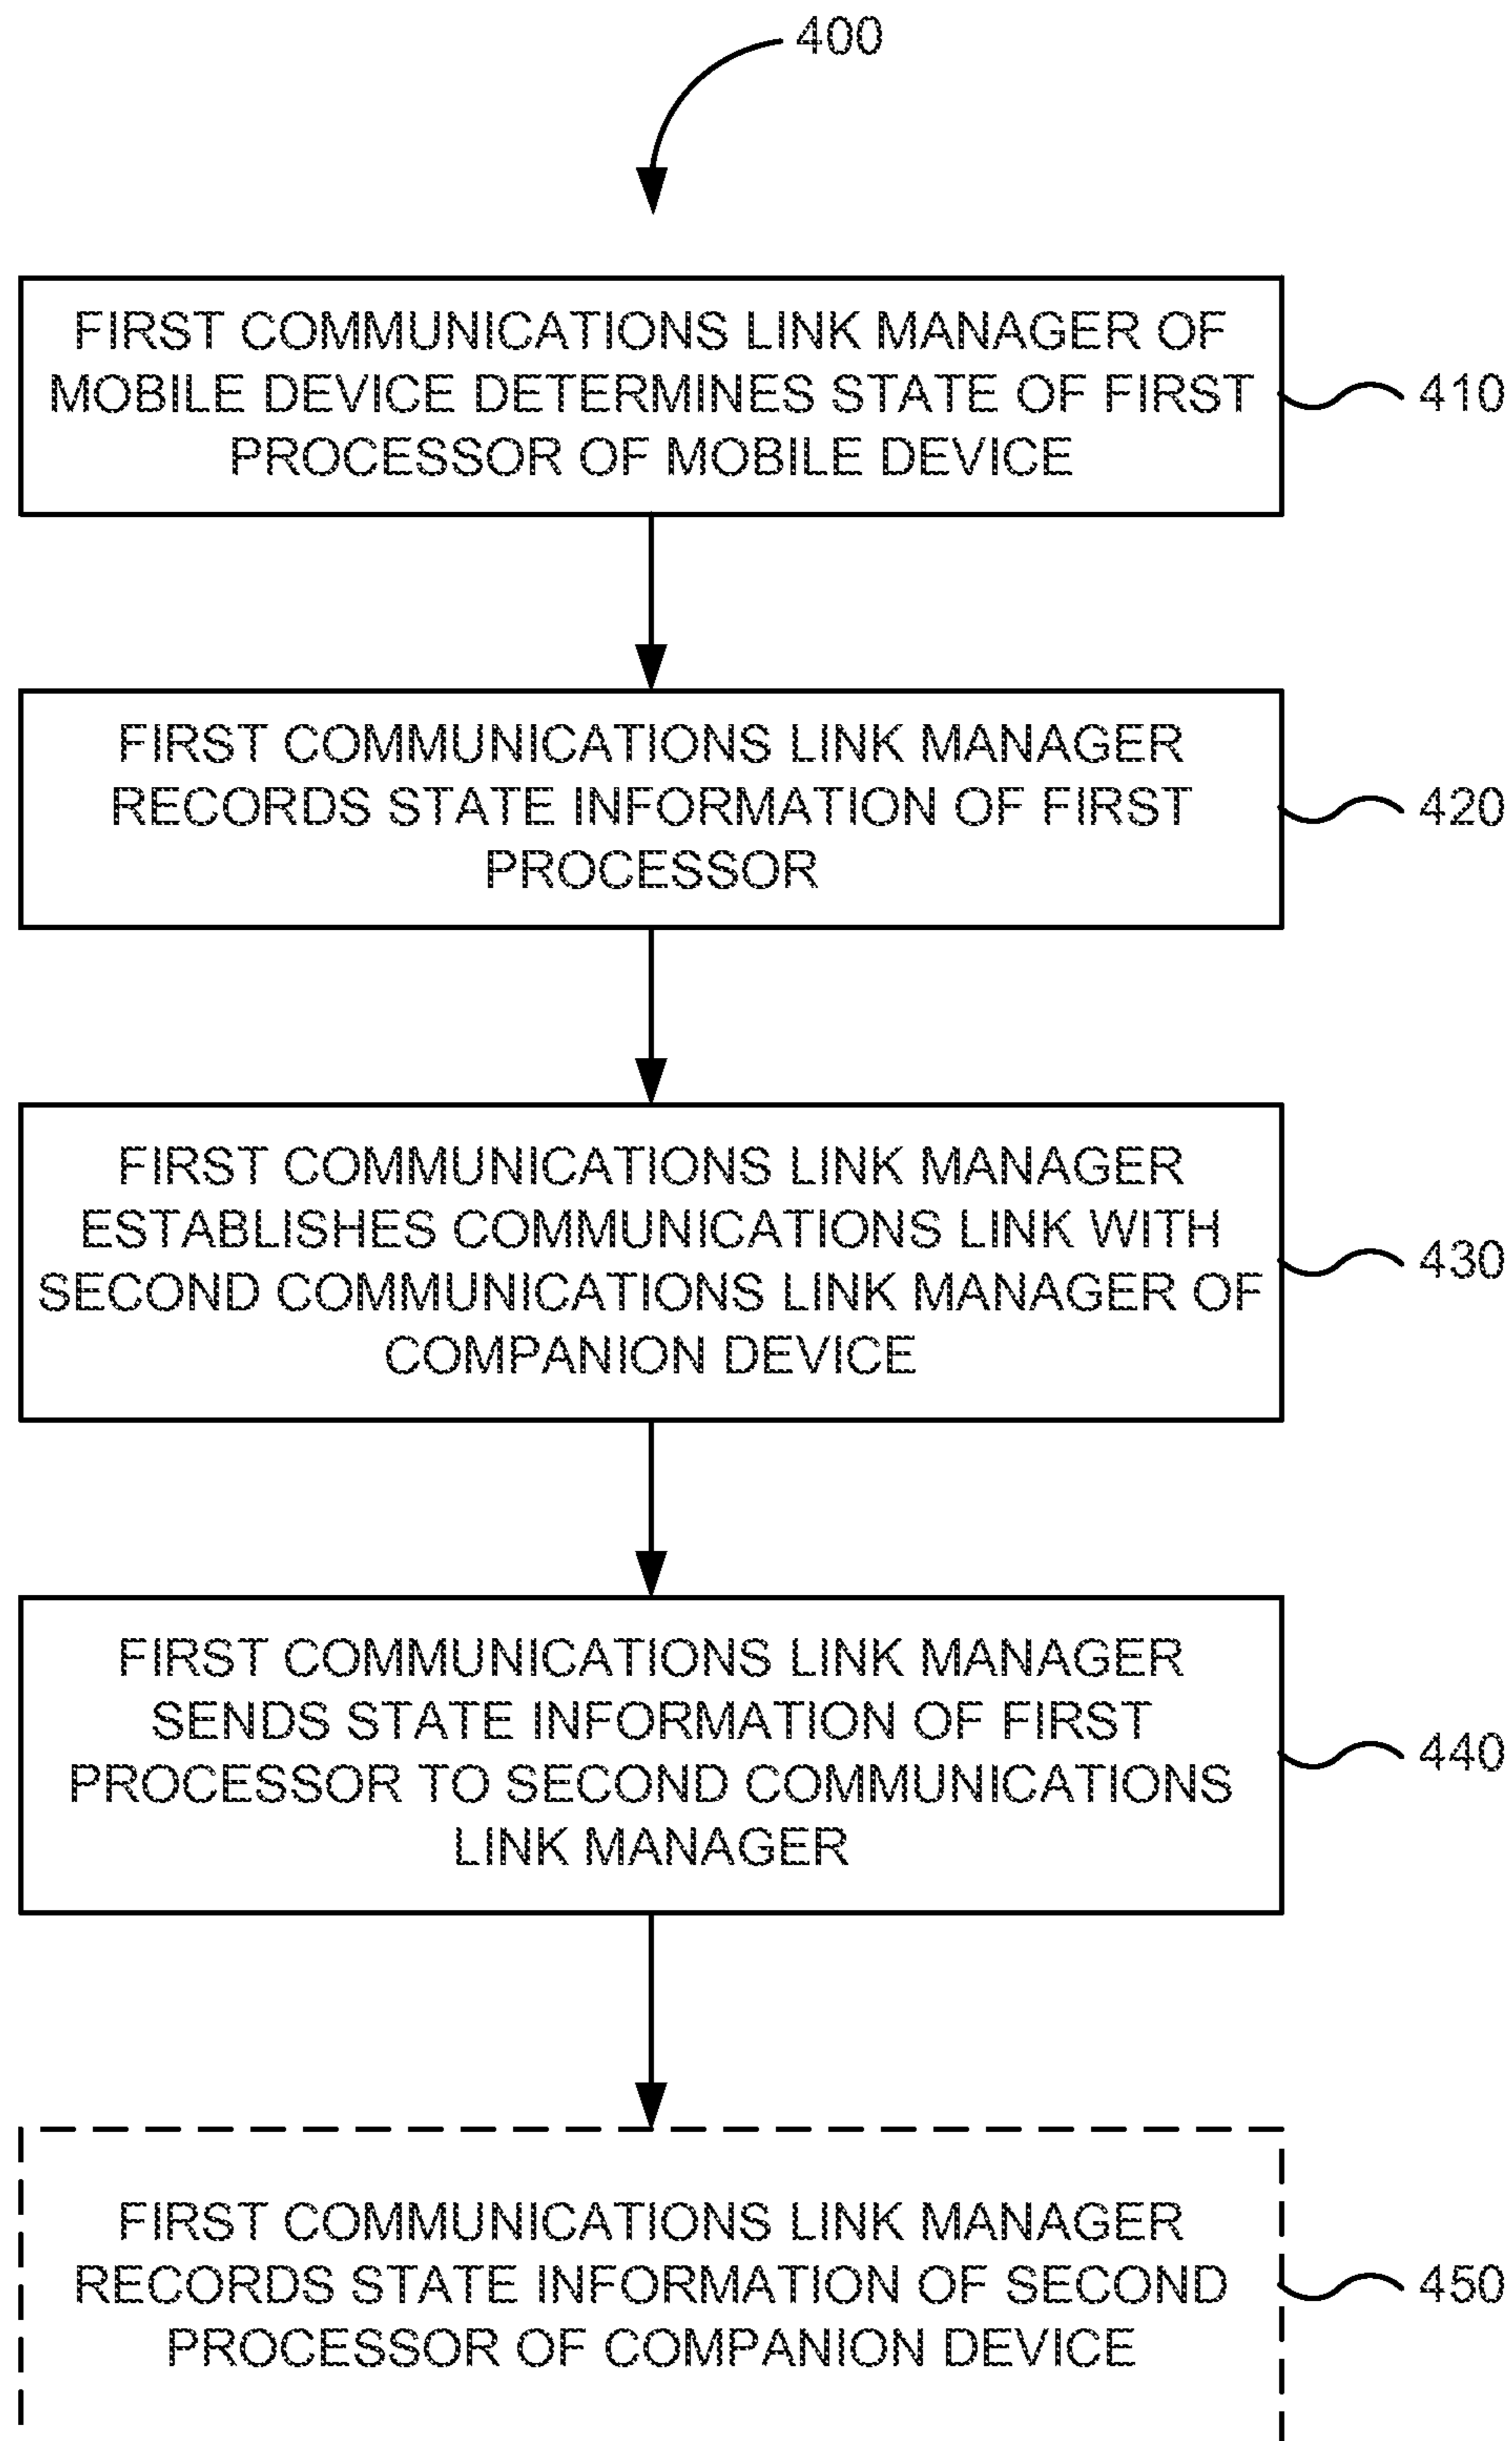 400
FIRST COMMUNICATIONS LINK MANAGER OF
MOBILE DEVICE DETERMINES STATE OF FIRST
PROCESSOR OF MOBILE DEVICE
410
FIRST COMMUNICATIONS LINK MANAGER
RECORDS STATE INFORMATION OF FIRST
PROCESSOR
420
FIRST COMMUNICATIONS LINK MANAGER
ESTABLISHES COMMUNICATIONS LINK WITH
SECOND COMMUNICATIONS LINK MANAGER OF
COMPANION DEVICE
430
FIRST COMMUNICATIONS LINK MANAGER
SENDS STATE INFORMATION OF FIRST
PROCESSOR TO SECOND COMMUNICATIONS
LINK MANAGER
440
FIRST COMMUNICATIONS LINK MANAGER
RECORDS STATE INFORMATION OF SECOND
PROCESSOR OF COMPANION DEVICE
450